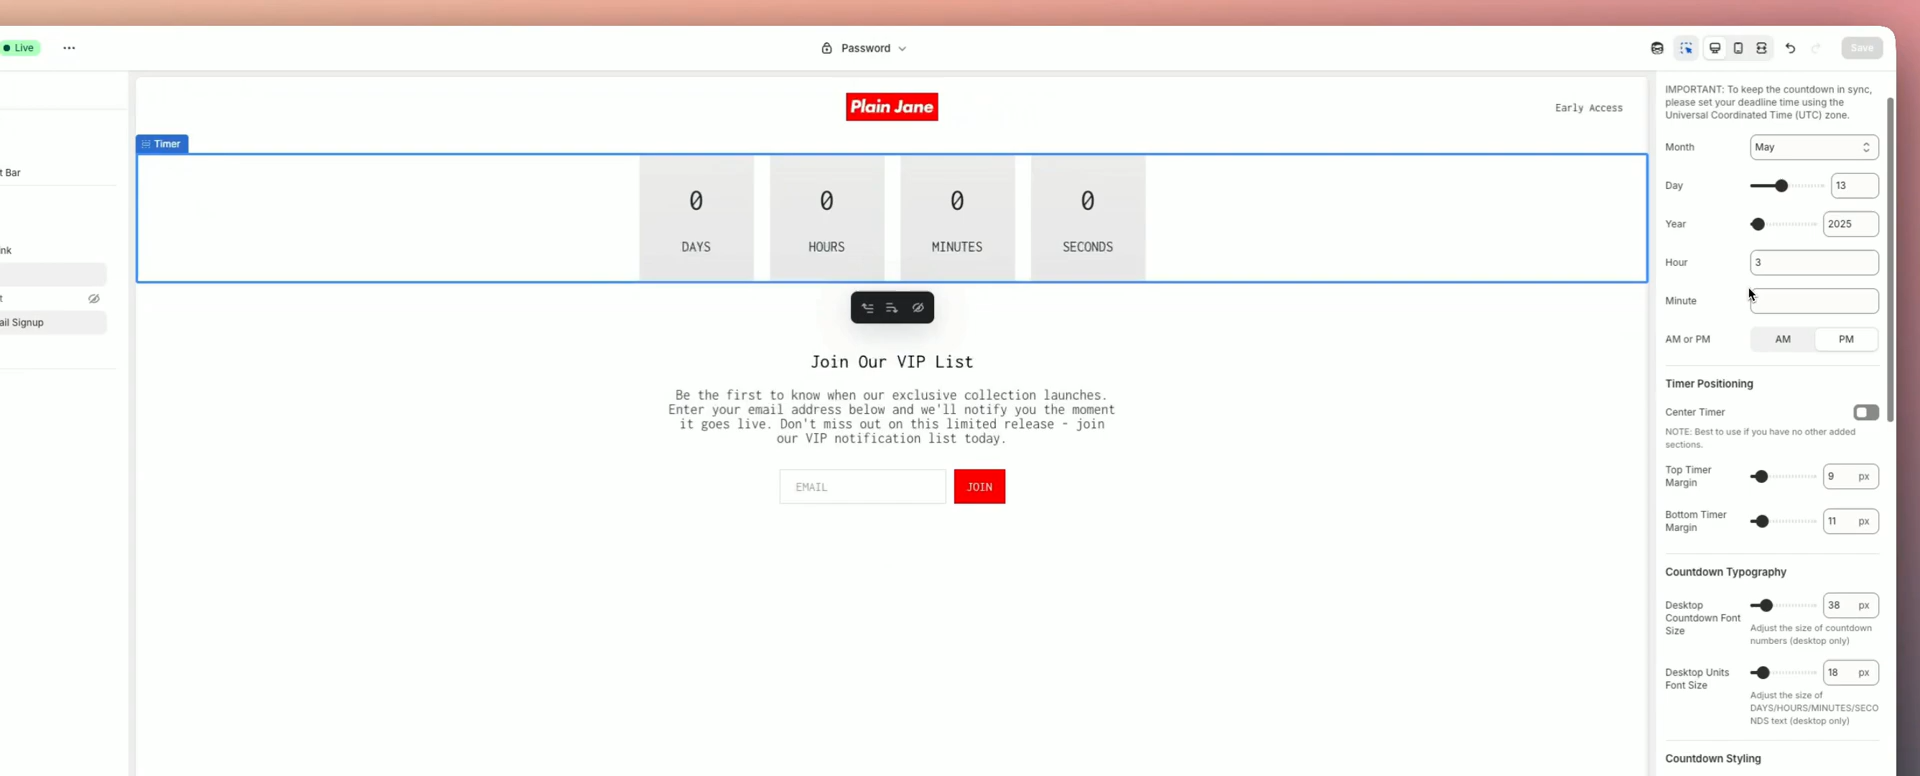 Live
Password
Save
Plain Jane
Early Access
Timer
0
0
0
0
DAYS
HOURS
MINUTES
SECONDS
Join Our VIP List
Be the first to know when our exclusive collection launches.
Enter your email address below and we'll notify you the moment
it goes live. Don't miss out on this limited release - join
our VIP notification list today.
EMAIL
JOIN
t Bar
ink
t
ail Signup
IMPORTANT: To keep the countdown in sync,
please set your deadline time using the
Universal Coordinated Time (UTC) zone.
Month
May
Day
13
Year
2025
Hour
3
Minute
AM or PM
AM
PM
Timer Positioning
Center Timer
NOTE: Best to use if you have no other added
sections.
Top Timer
Margin
9 px
Bottom Timer
Margin
11 px
Countdown Typography
Desktop
Countdown Font
Size
38 px
Adjust the size of countdown
numbers (desktop only)
Desktop Units
Font Size
18 px
Adjust the size of
DAYS/HOURS/MINUTES/SECO
NDS text (desktop only)
Countdown Styling